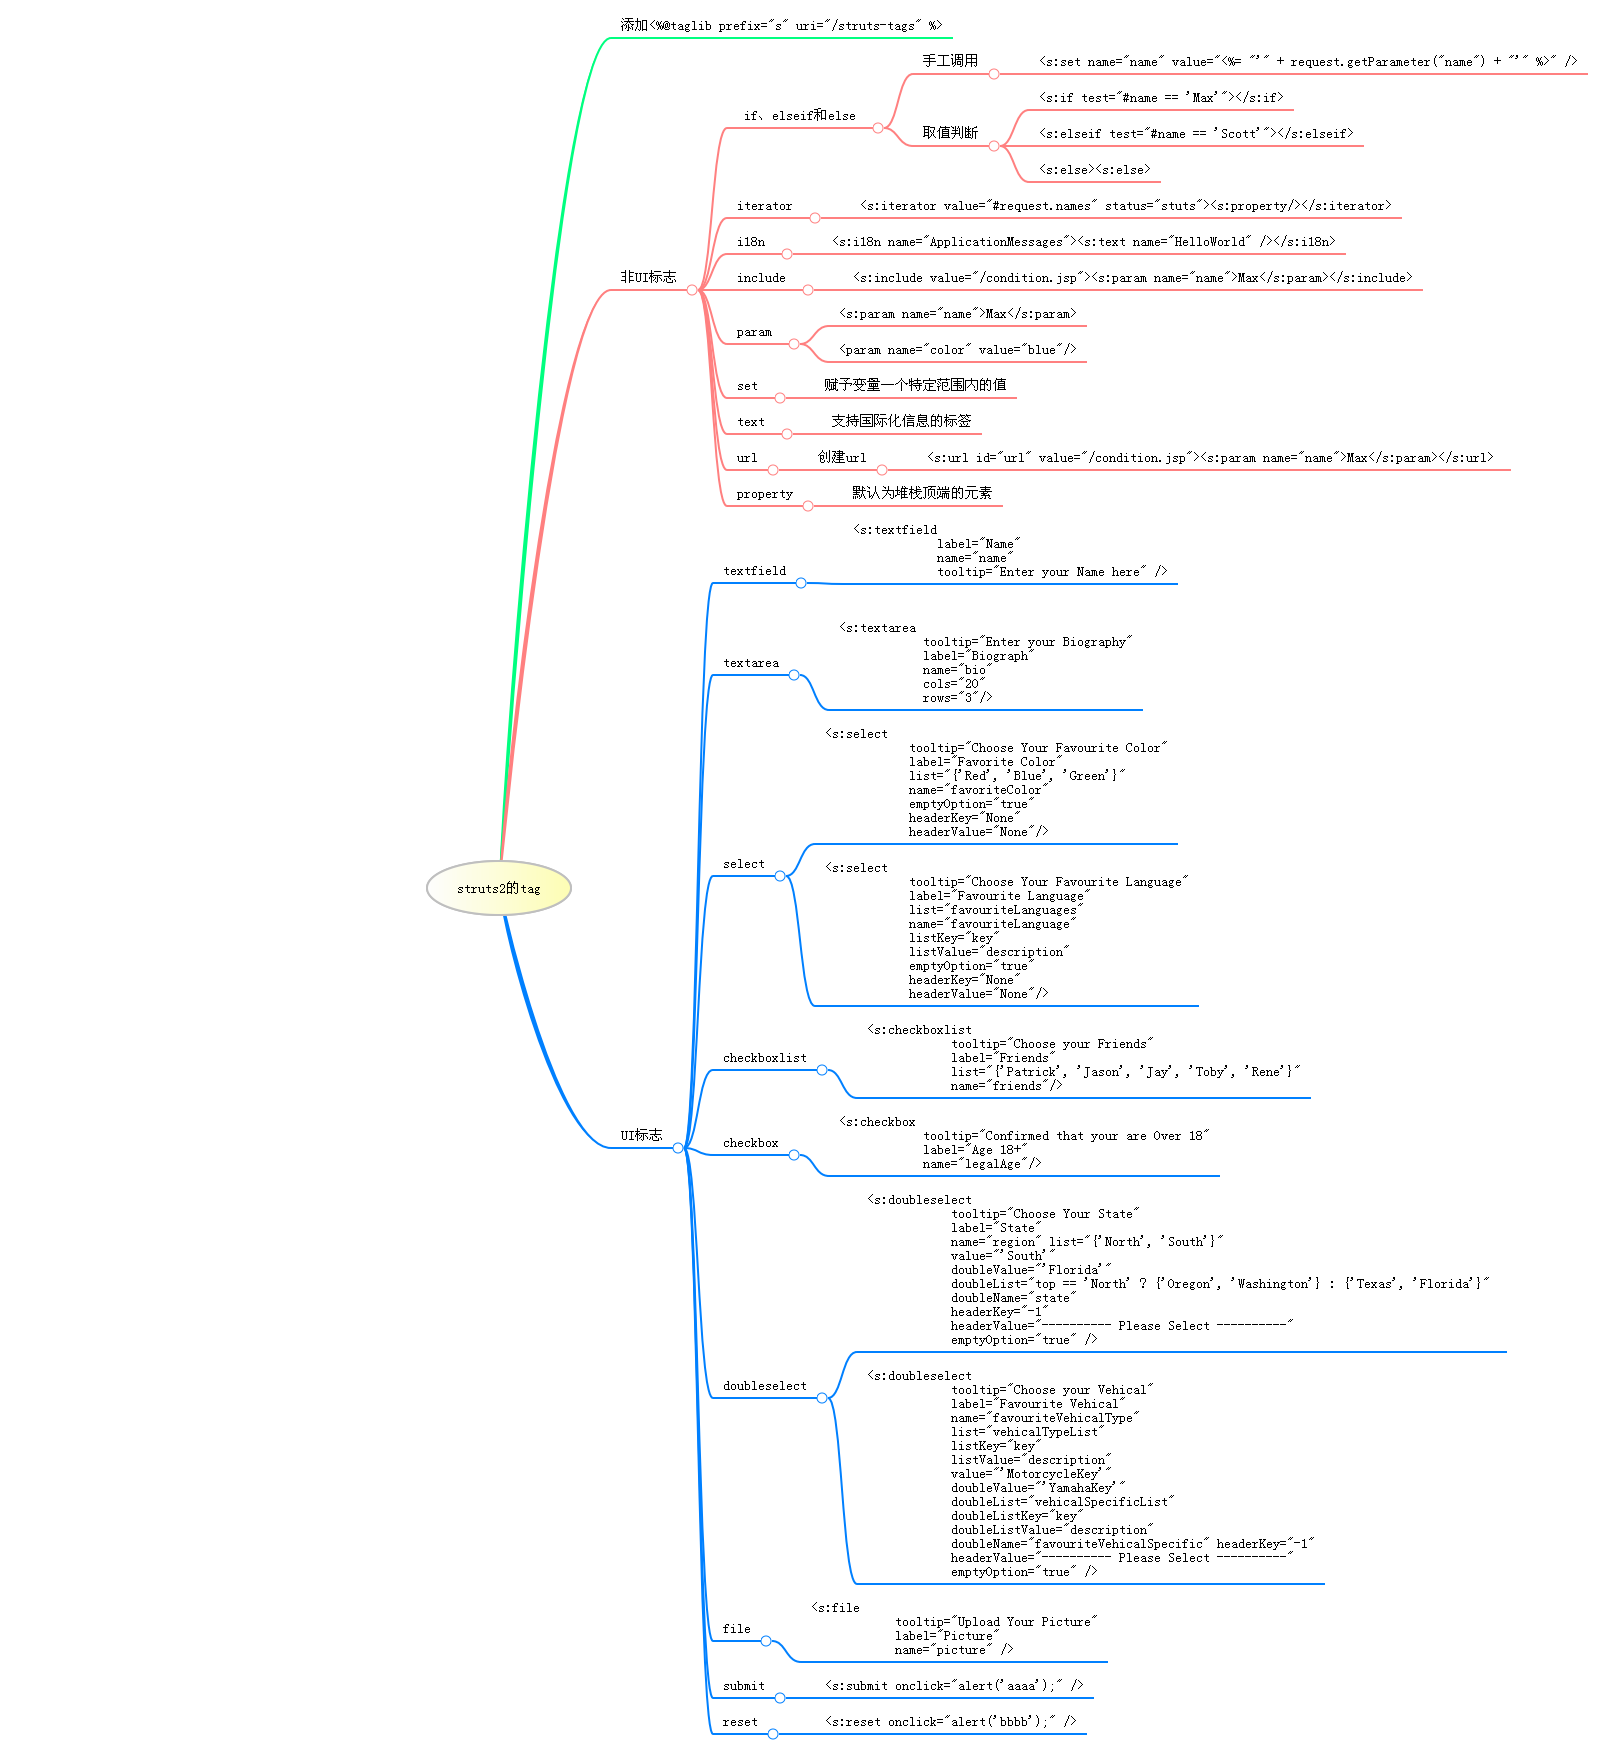 添加<%@taglib prefix="s" uri="/struts-tags" %>
手工调用
<s:set name="name" value="<%= "'" + request.getParameter("name") + "'" %>" />
<s:if test="#name == 'Max'"></s:if>
if、elseif和else
取值判断
<s:elseif test="#name == 'Scott'"></s:elseif>
<s:else><s:else>
iterator
<s:iterator value="#request.names" status="stuts"><s:property/></s:iterator>
i18n
<s:i18n name="ApplicationMessages"><s:text name="HelloWorld" /></s:i18n>
非UI标志
include
<s:include value="/condition.jsp"><s:param name="name">Max</s:param></s:include>
<s:param name="name">Max</s:param>
param
<param name="color" value="blue"/>
set
赋予变量一个特定范围内的值
text
支持国际化信息的标签
url
创建url
<s:url id="url" value="/condition.jsp"><s:param name="name">Max</s:param></s:url>
property
默认为堆栈顶端的元素
<s:textfield
label="Name"
name="name"
textfield
tooltip="Enter your Name here" />
<s:textarea
tooltip="Enter your Biography"
label="Biograph"
textarea
name="bio"
cols="20"
rows="3"/>
<s:select
tooltip="Choose Your Favourite Color"
label="Favorite Color"
list="{'Red', 'Blue', 'Green'}"
name="favoriteColor"
emptyOption="true"
headerKey="None"
headerValue="None"/>
select
<s:select
tooltip="Choose Your Favourite Language"
label="Favourite Language"
list="favouriteLanguages"
name="favouriteLanguage"
listKey="key"
listValue="description"
emptyOption="true"
headerKey="None"
headerValue="None"/>
struts2的tag
<s:checkboxlist
tooltip="Choose your Friends"
checkboxlist
label="Friends"
list="{'Patrick', 'Jason', 'Jay', 'Toby', 'Rene'}"
name="friends"/>
UI标志
<s:checkbox
tooltip="Confirmed that your are Over 18"
checkbox
label="Age 18+"
name="legalAge"/>
<s:doubleselect
tooltip="Choose Your State"
label="State"
name="region" list="{'North', 'South'}"
value="'South'"
doubleValue="'Florida'"
doubleList="top == 'North' ? {'Oregon', 'Washington'} : {'Texas', 'Florida'}"
doubleName="state"
headerKey="-1"
headerValue="---------- Please Select ----------"
emptyOption="true" />
doubleselect
<s:doubleselect
tooltip="Choose your Vehical"
label="Favourite Vehical"
name="favouriteVehicalType"
list="vehicalTypeList"
listKey="key"
listValue="description"
value="'MotorcycleKey'"
doubleValue="'YamahaKey'"
doubleList="vehicalSpecificList"
doubleListKey="key"
doubleListValue="description"
doubleName="favouriteVehicalSpecific" headerKey="-1"
headerValue="---------- Please Select ----------"
emptyOption="true" />
<s:file
tooltip="Upload Your Picture"
file
label="Picture"
name="picture" />
submit
<s:submit onclick="alert('aaaa');" />
reset
<s:reset onclick="alert('bbbb');" />